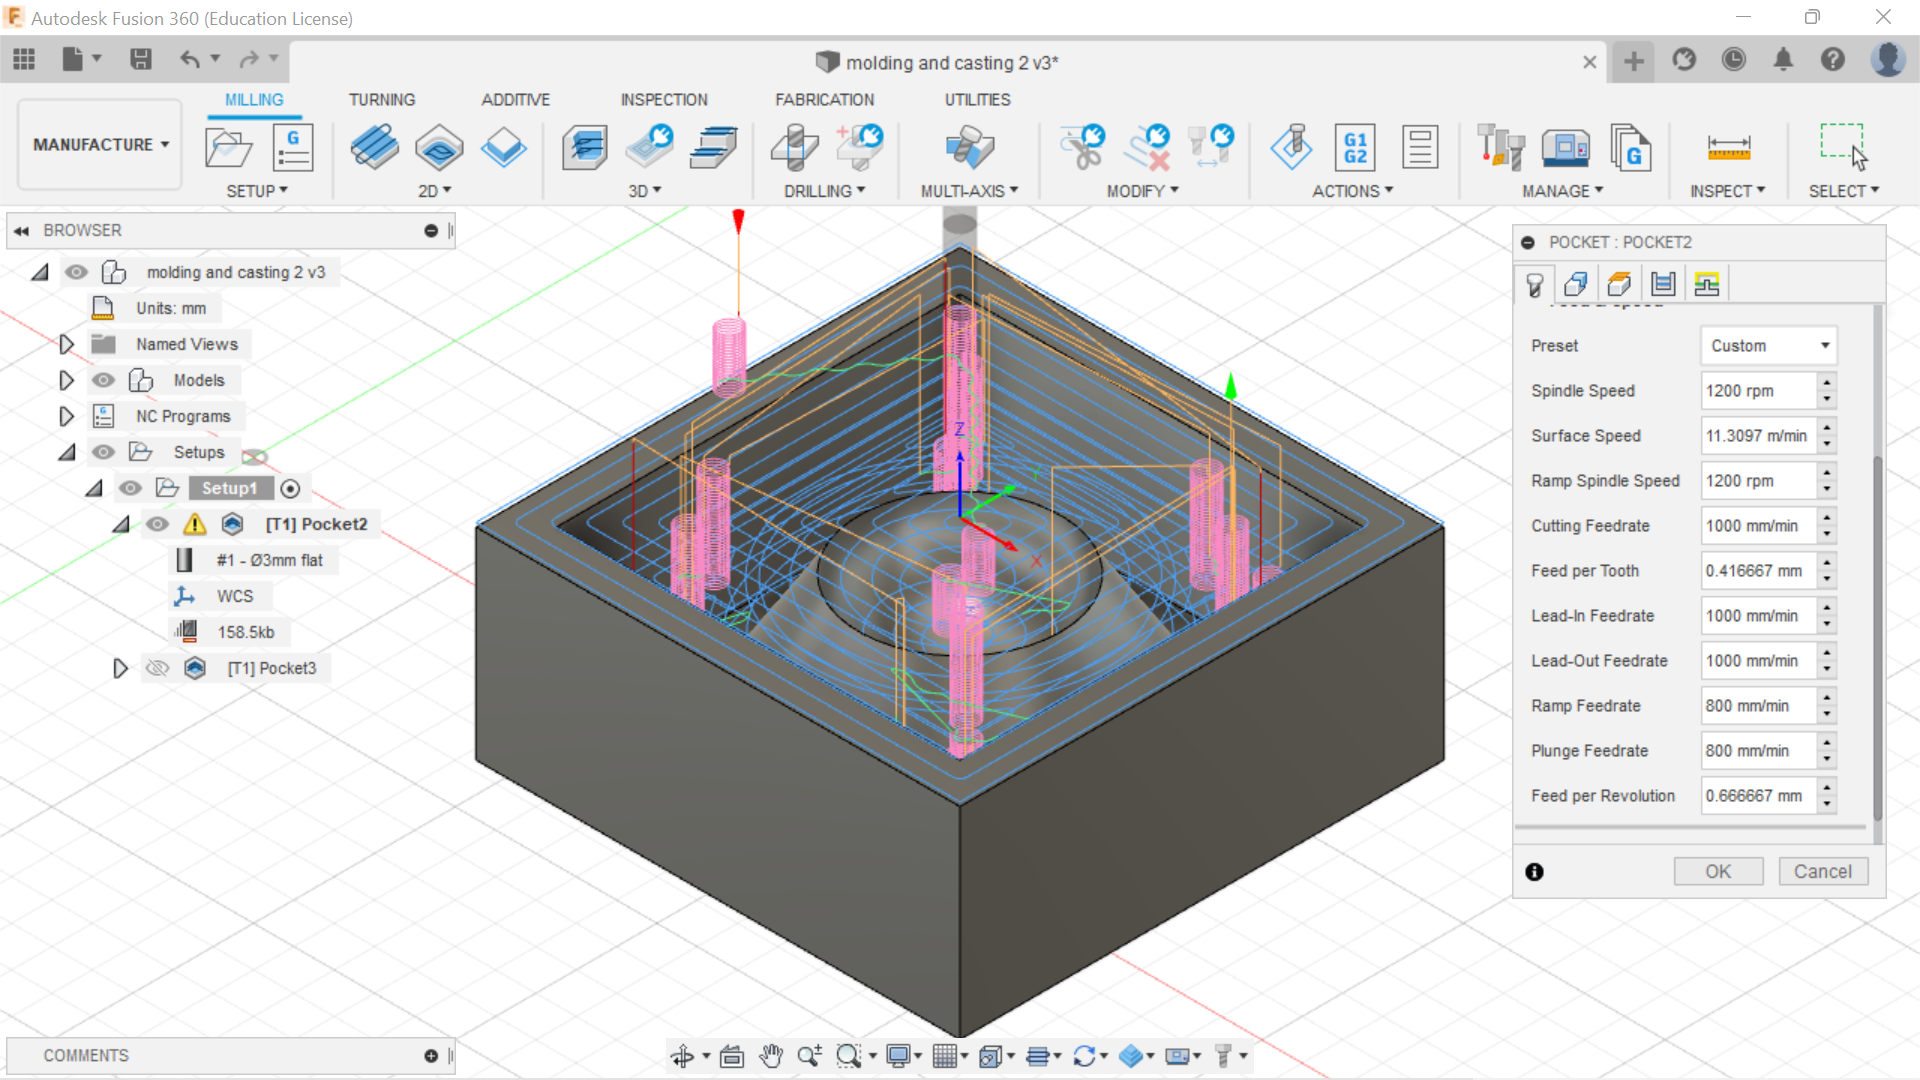 Autodesk Fusion 360 (Education License)
molding and casting 2 v3*
MILLING TURNING ADDITIVE INSPECTION FABRICATION UTILITIES
MANUFACTURE
G
G1
G2
G
SETUP 2D 3D DRILLING MULTI-AXIS MODIFY ACTIONS MANAGE INSPECT SELECT
BROWSER
molding and casting 2 v3
Units: mm
Named Views
Models
NC Programs
Setups
Setup1
[T1] Pocket2
#1 - Ø3mm flat
WCS
158.5kb
[T1] Pocket3
Z
Y
X
POCKET : POCKET2
Preset Custom
Spindle Speed 1200 rpm
Surface Speed 11.3097 m/min
Ramp Spindle Speed 1200 rpm
Cutting Feedrate 1000 mm/min
Feed per Tooth 0.416667 mm
Lead-In Feedrate 1000 mm/min
Lead-Out Feedrate 1000 mm/min
Ramp Feedrate 800 mm/min
Plunge Feedrate 800 mm/min
Feed per Revolution 0.666667 mm
OK Cancel
COMMENTS